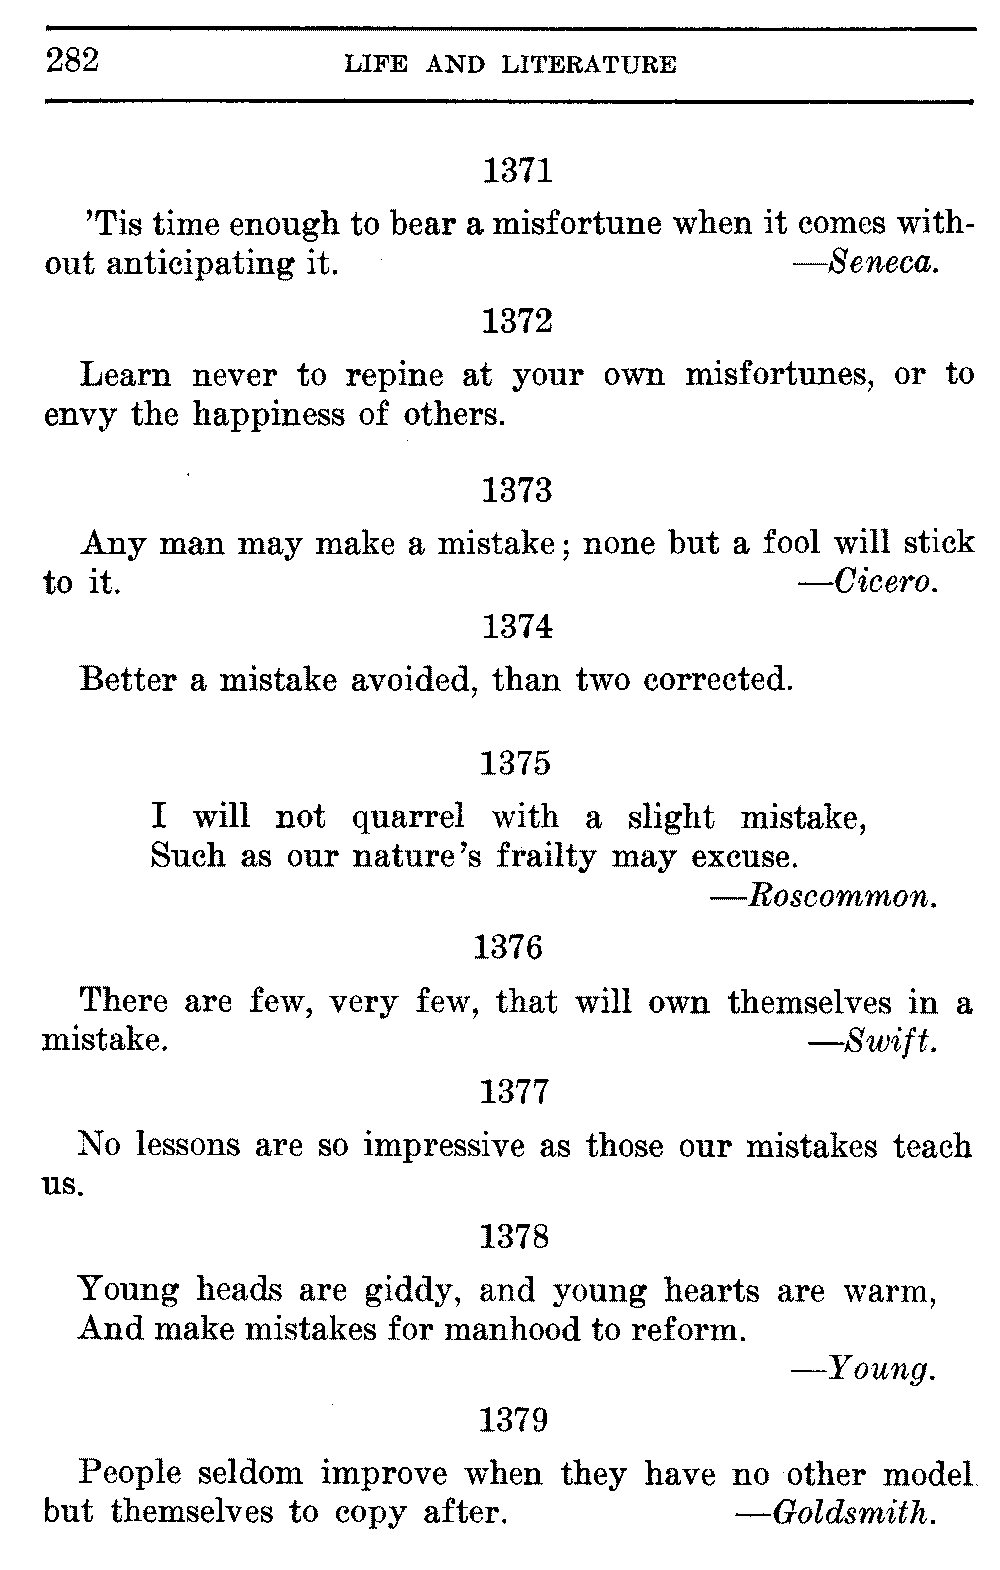 282 LIFE AND LITERATURE
1371
'Tis time enough to bear a misfortune when it comes with-
out anticipating it. —Seneca.
1372
Learn never to repine at your own misfortunes, or to
envy the happiness of others.
1373
Any man may make a mistake; none but a fool will stick
to it. —Cicero.
1374
Better a mistake avoided, than two corrected.
1375
I will not quarrel with a slight mistake,
Such as our nature's frailty may excuse.
—Roscommon.
1376
There are few, very few, that will own themselves in a
mistake. —Swift.
1377
No lessons are so impressive as those our mistakes teach
us.
1378
Young heads are giddy, and young hearts are warm,
And make mistakes for manhood to reform.
—Young.
1379
People seldom improve when they have no other model
but themselves to copy after. —Goldsmith.